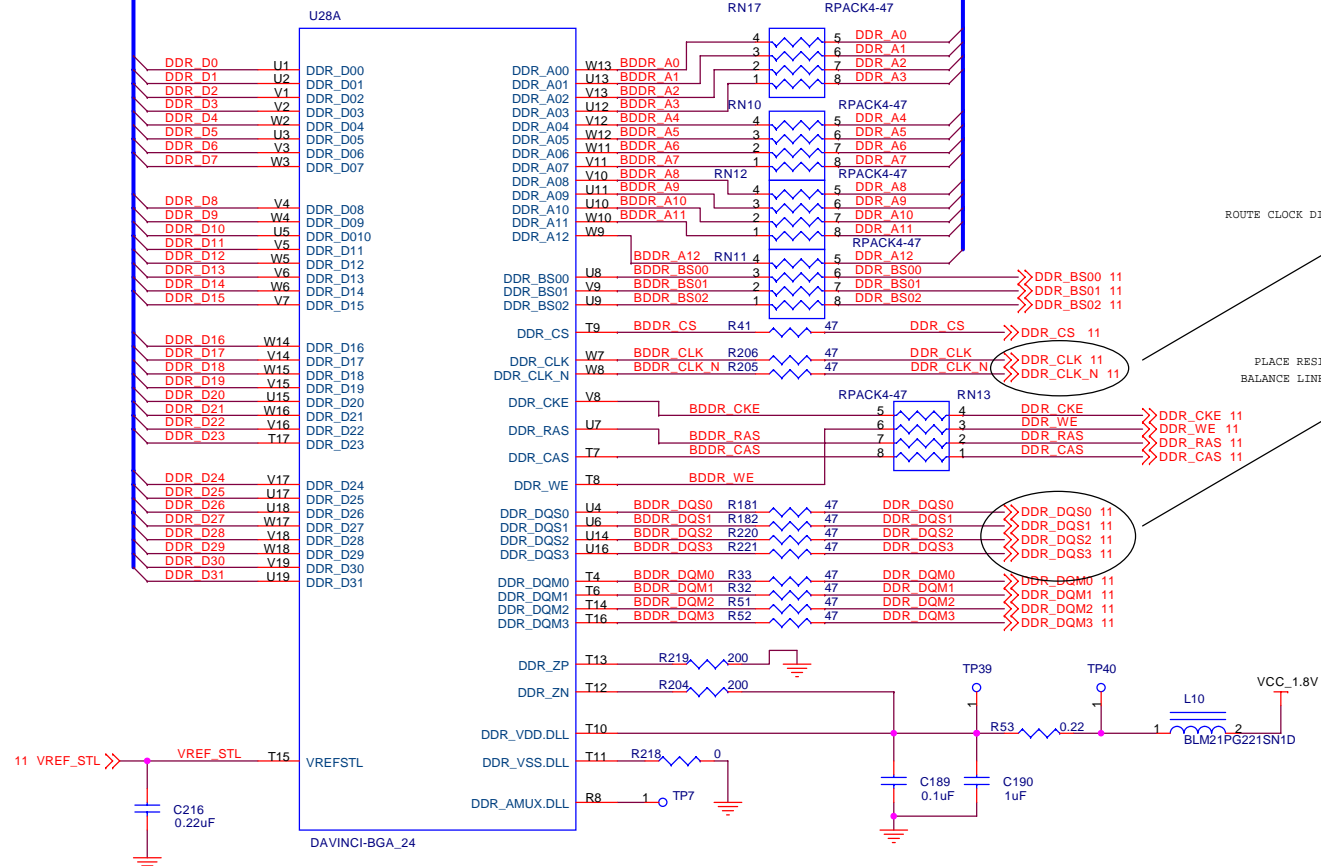 U28A RN17 RPACK4-47
DDR_D0 U1 DDR_D00
DDR_D1 U2 DDR_D01
DDR_D2 V1 DDR_D02
DDR_D3 V2 DDR_D03
DDR_D4 W2 DDR_D04
DDR_D5 U3 DDR_D05
DDR_D6 V3 DDR_D06
DDR_D7 W3 DDR_D07
DDR_D8 V4 DDR_D08
DDR_D9 W4 DDR_D09
DDR_D10 U5 DDR_D010
DDR_D11 V5 DDR_D11
DDR_D12 W5 DDR_D12
DDR_D13 V6 DDR_D13
DDR_D14 W6 DDR_D14
DDR_D15 V7 DDR_D15
DDR_D16 W14 DDR_D16
DDR_D17 V14 DDR_D17
DDR_D18 W15 DDR_D18
DDR_D19 V15 DDR_D19
DDR_D20 U15 DDR_D20
DDR_D21 W16 DDR_D21
DDR_D22 V16 DDR_D22
DDR_D23 T17 DDR_D23
DDR_D24 V17 DDR_D24
DDR_D25 U17 DDR_D25
DDR_D26 U18 DDR_D26
DDR_D27 W17 DDR_D27
DDR_D28 V18 DDR_D28
DDR_D29 W18 DDR_D29
DDR_D30 V19 DDR_D30
DDR_D31 U19 DDR_D31
11 VREF_STL VREF_STL T15 VREFSTL
C216
0.22uF
DDR_A00 W13 BDDR_A0 4 5 DDR_A0
DDR_A01 U13 BDDR_A1 3 6 DDR_A1
DDR_A02 V13 BDDR_A2 2 7 DDR_A2
DDR_A03 U12 BDDR_A3 1 8 DDR_A3
RN10 RPACK4-47
DDR_A04 V12 BDDR_A4 4 5 DDR_A4
DDR_A05 W12 BDDR_A5 3 6 DDR_A5
DDR_A06 W11 BDDR_A6 2 7 DDR_A6
DDR_A07 V11 BDDR_A7 1 8 DDR_A7
RN12 RPACK4-47
DDR_A08 V10 BDDR_A8 4 5 DDR_A8
DDR_A09 U11 BDDR_A9 3 6 DDR_A9
DDR_A10 U10 BDDR_A10 2 7 DDR_A10
DDR_A11 W10 BDDR_A11 1 8 DDR_A11
RPACK4-47
DDR_A12 W9 BDDR_A12 RN11 4 5 DDR_A12
DDR_BS00 U8 BDDR_BS00 3 6 DDR_BS00 DDR_BS00 11
DDR_BS01 V9 BDDR_BS01 2 7 DDR_BS01 DDR_BS01 11
DDR_BS02 U9 BDDR_BS02 1 8 DDR_BS02 DDR_BS02 11
DDR_CS T9 BDDR_CS R41 47 DDR_CS DDR_CS 11
DDR_CLK W7 BDDR_CLK R206 47 DDR_CLK DDR_CLK 11
DDR_CLK_N W8 BDDR_CLK_N R205 47 DDR_CLK_N DDR_CLK_N 11
RPACK4-47 RN13
DDR_CKE V8 BDDR_CKE 5 4 DDR_CKE DDR_CKE 11
6 3 DDR_WE DDR_WE 11
DDR_RAS U7 BDDR_RAS 7 2 DDR_RAS DDR_RAS 11
DDR_CAS T7 BDDR_CAS 8 1 DDR_CAS DDR_CAS 11
DDR_WE T8 BDDR_WE
DDR_DQS0 U4 BDDR_DQS0 R181 47 DDR_DQS0 DDR_DQS0 11
DDR_DQS1 U6 BDDR_DQS1 R182 47 DDR_DQS1 DDR_DQS1 11
DDR_DQS2 U14 BDDR_DQS2 R220 47 DDR_DQS2 DDR_DQS2 11
DDR_DQS3 U16 BDDR_DQS3 R221 47 DDR_DQS3 DDR_DQS3 11
DDR_DQM0 T4 BDDR_DQM0 R33 47 DDR_DQM0 DDR_DQM0 11
DDR_DQM1 T6 BDDR_DQM1 R32 47 DDR_DQM1 DDR_DQM1 11
DDR_DQM2 T14 BDDR_DQM2 R51 47 DDR_DQM2 DDR_DQM2 11
DDR_DQM3 T16 BDDR_DQM3 R52 47 DDR_DQM3 DDR_DQM3 11
DDR_ZP T13 R219 200
DDR_ZN T12 R204 200
DDR_VDD.DLL T10
DDR_VSS.DLL T11 R218 0
DDR_AMUX.DLL R8 1 TP7
DAVINCI-BGA_24
TP39 TP40
1 1
R53 0.22
L10 VCC_1.8V
1 2
BLM21PG221SN1D
C189
0.1uF
C190
1uF
ROUTE CLOCK DI
PLACE RESI
BALANCE LINE